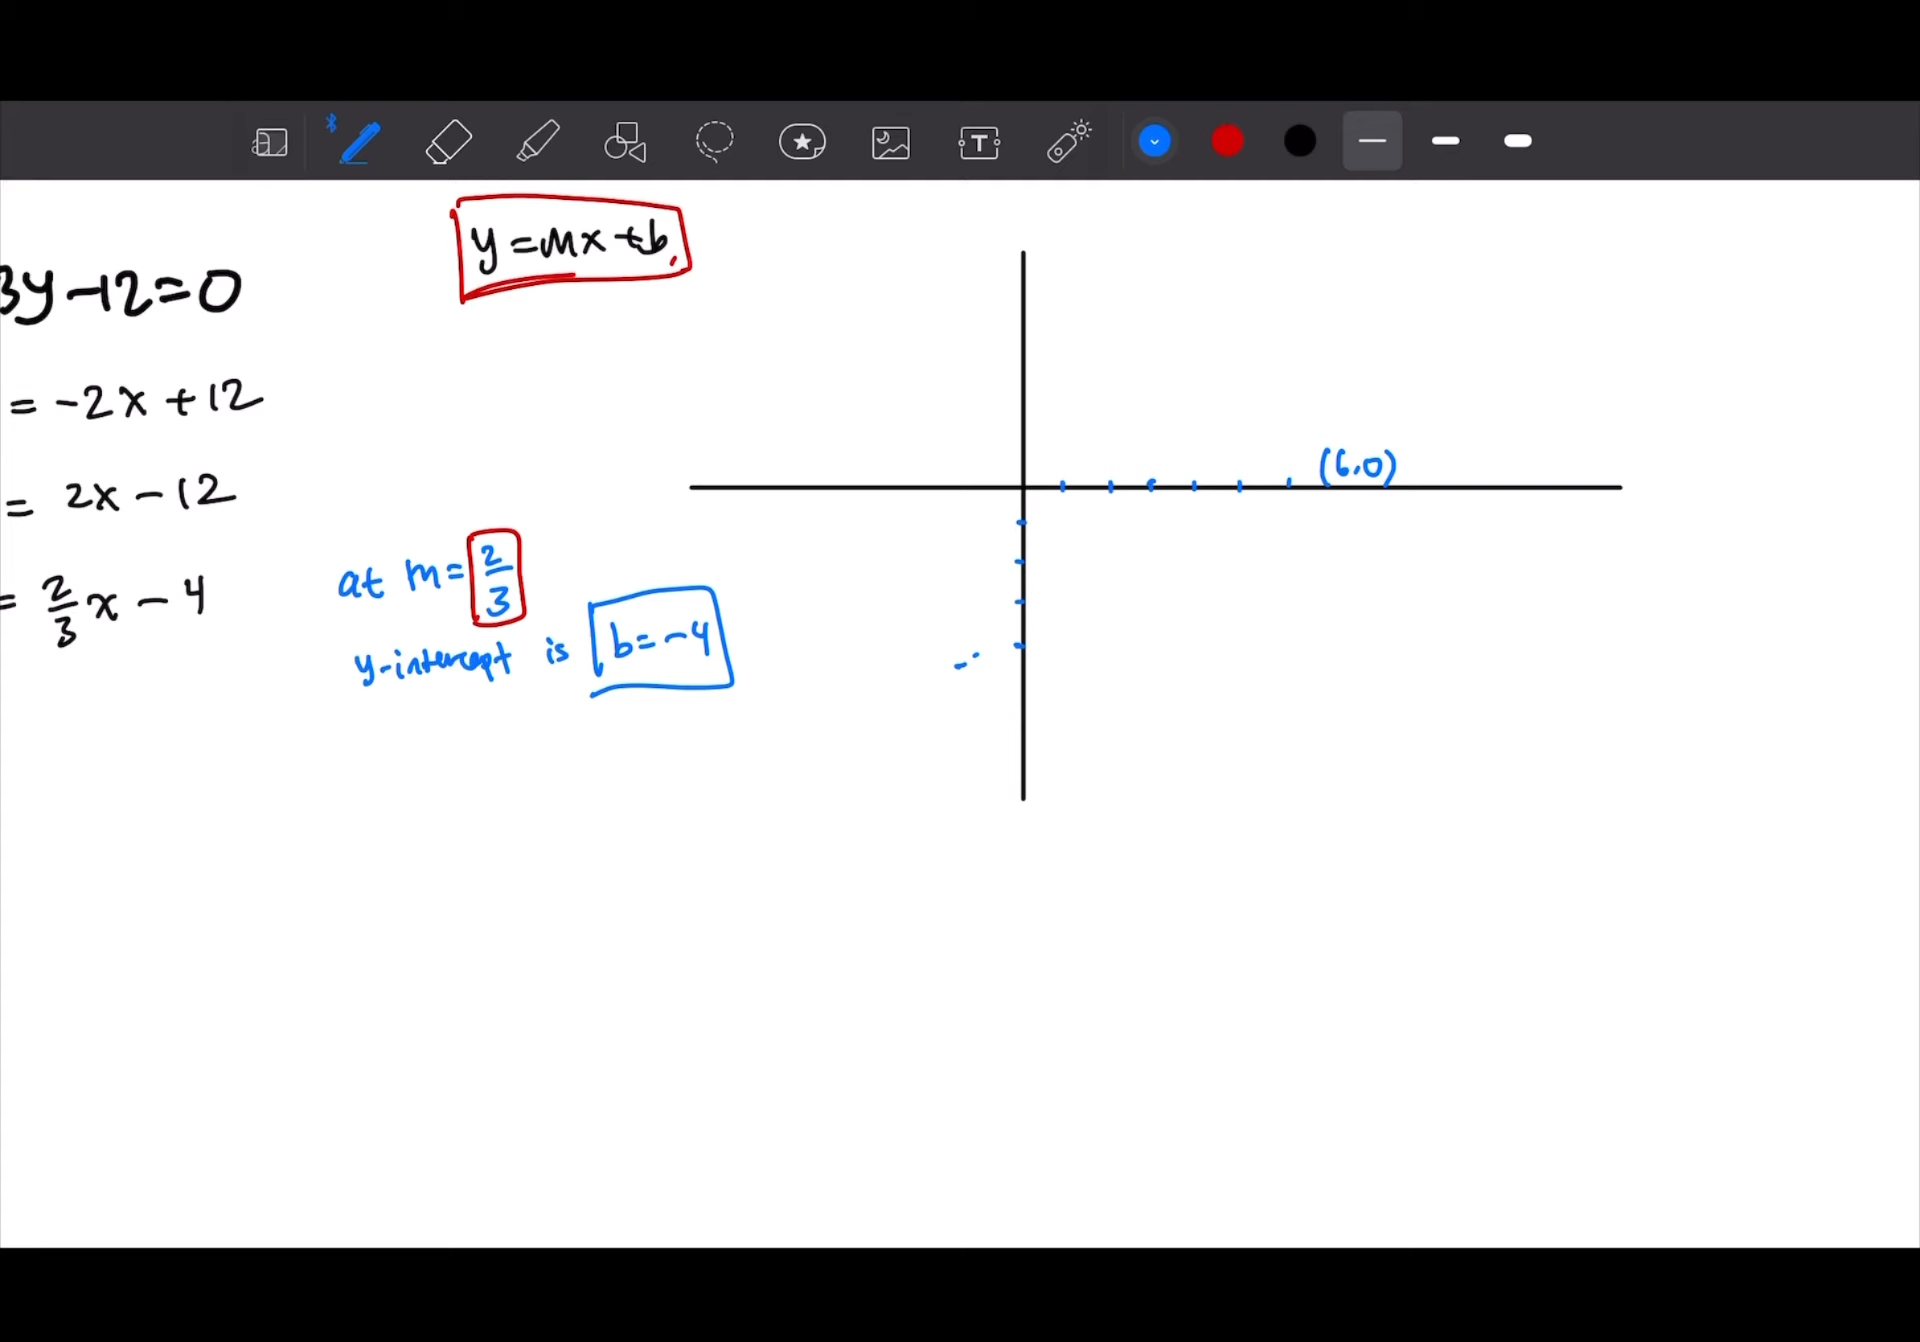 y = mx + b
3y - 12 = 0
= -2x + 12
= 2x - 12
= 2/3 x - 4
at m = 2/3
y-intercept is b = -4
(6,0)
T